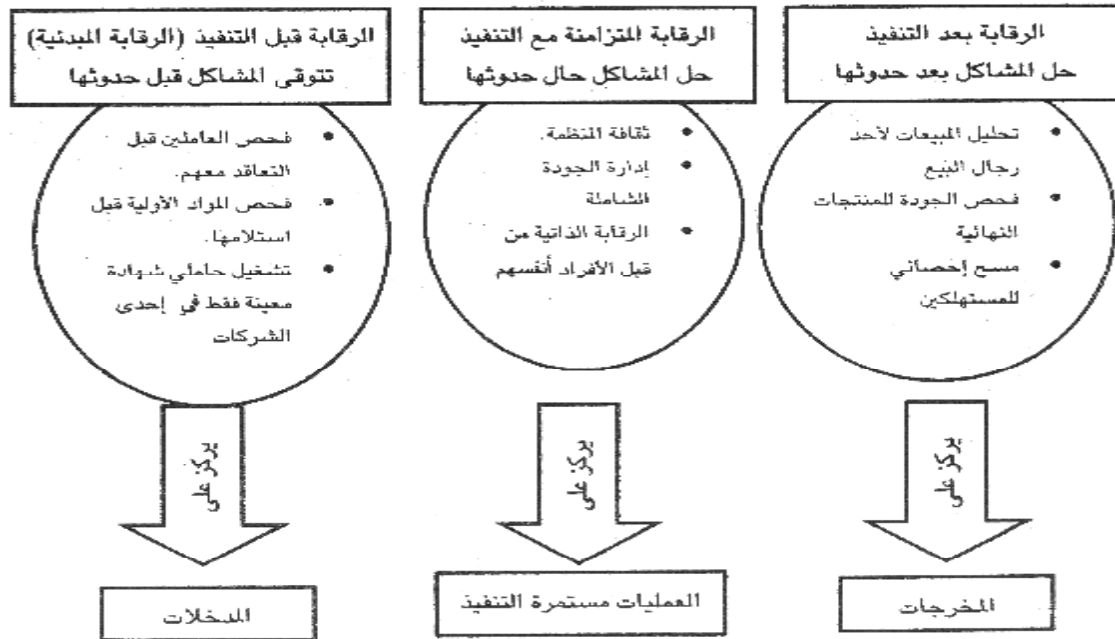 الرقابة بعد التنفيذ
حل المشاكل بعد حدوثها
• تحليل المبيعات لأحد
رجال البيع
• فحص الجودة للمنتجات
النهائية
• مسح إحصائي
للمستهلكين
يركز على
المخرجات
الرقابة المتزامنة مع التنفيذ
حل المشاكل حال حدوثها
• ثقافة المنظمة.
• إدارة الجودة
الشاملة
• الرقابة الذاتية من
قبل الأفراد أنفسهم
يركز على
العمليات مستمرة التنفيذ
الرقابة قبل التنفيذ (الرقابة المبدئية)
تتوقى المشاكل قبل حدوثها
• فحص العاملين قبل
التعاقد معهم.
• فحص المواد الأولية قبل
استلامها.
• تشغيل حاملي شهادة
معينة فقط في إحدى
الشركات
يركز على
المدخلات